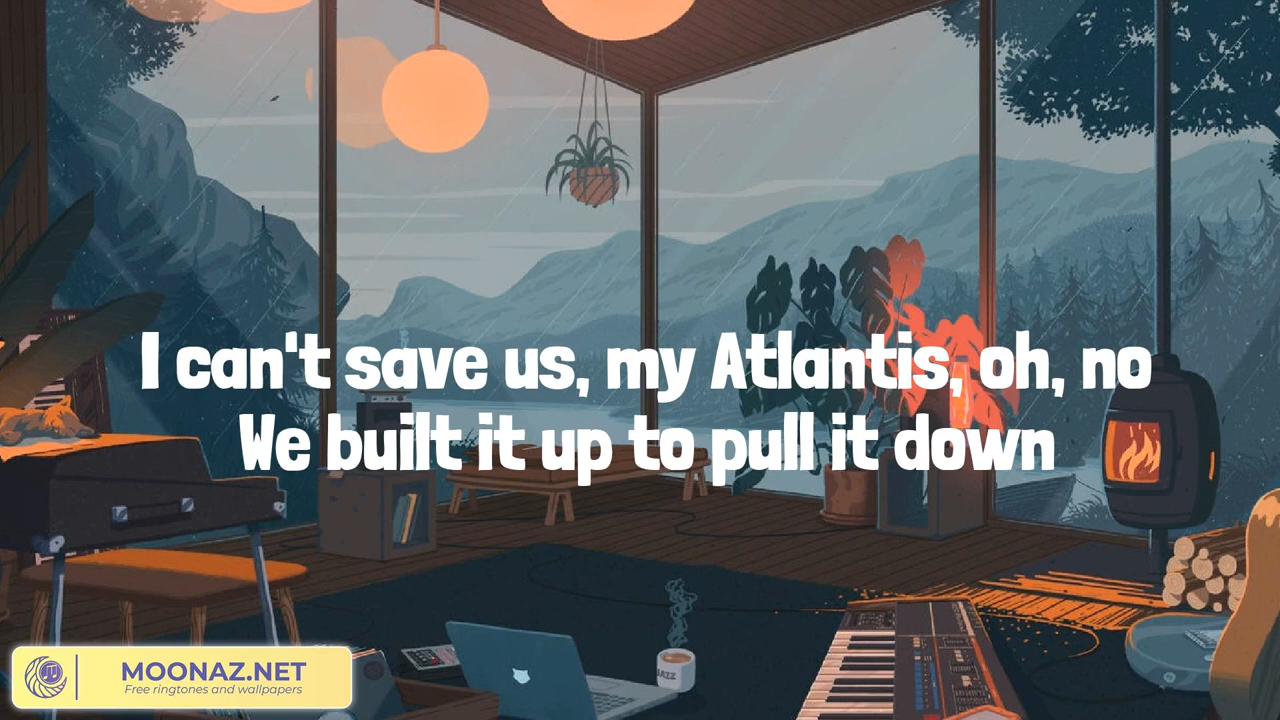 I can't save us, my Atlantis, oh, no
We built it up to pull it down
JAZZ
MOONAZ.NET
Free ringtones and wallpapers